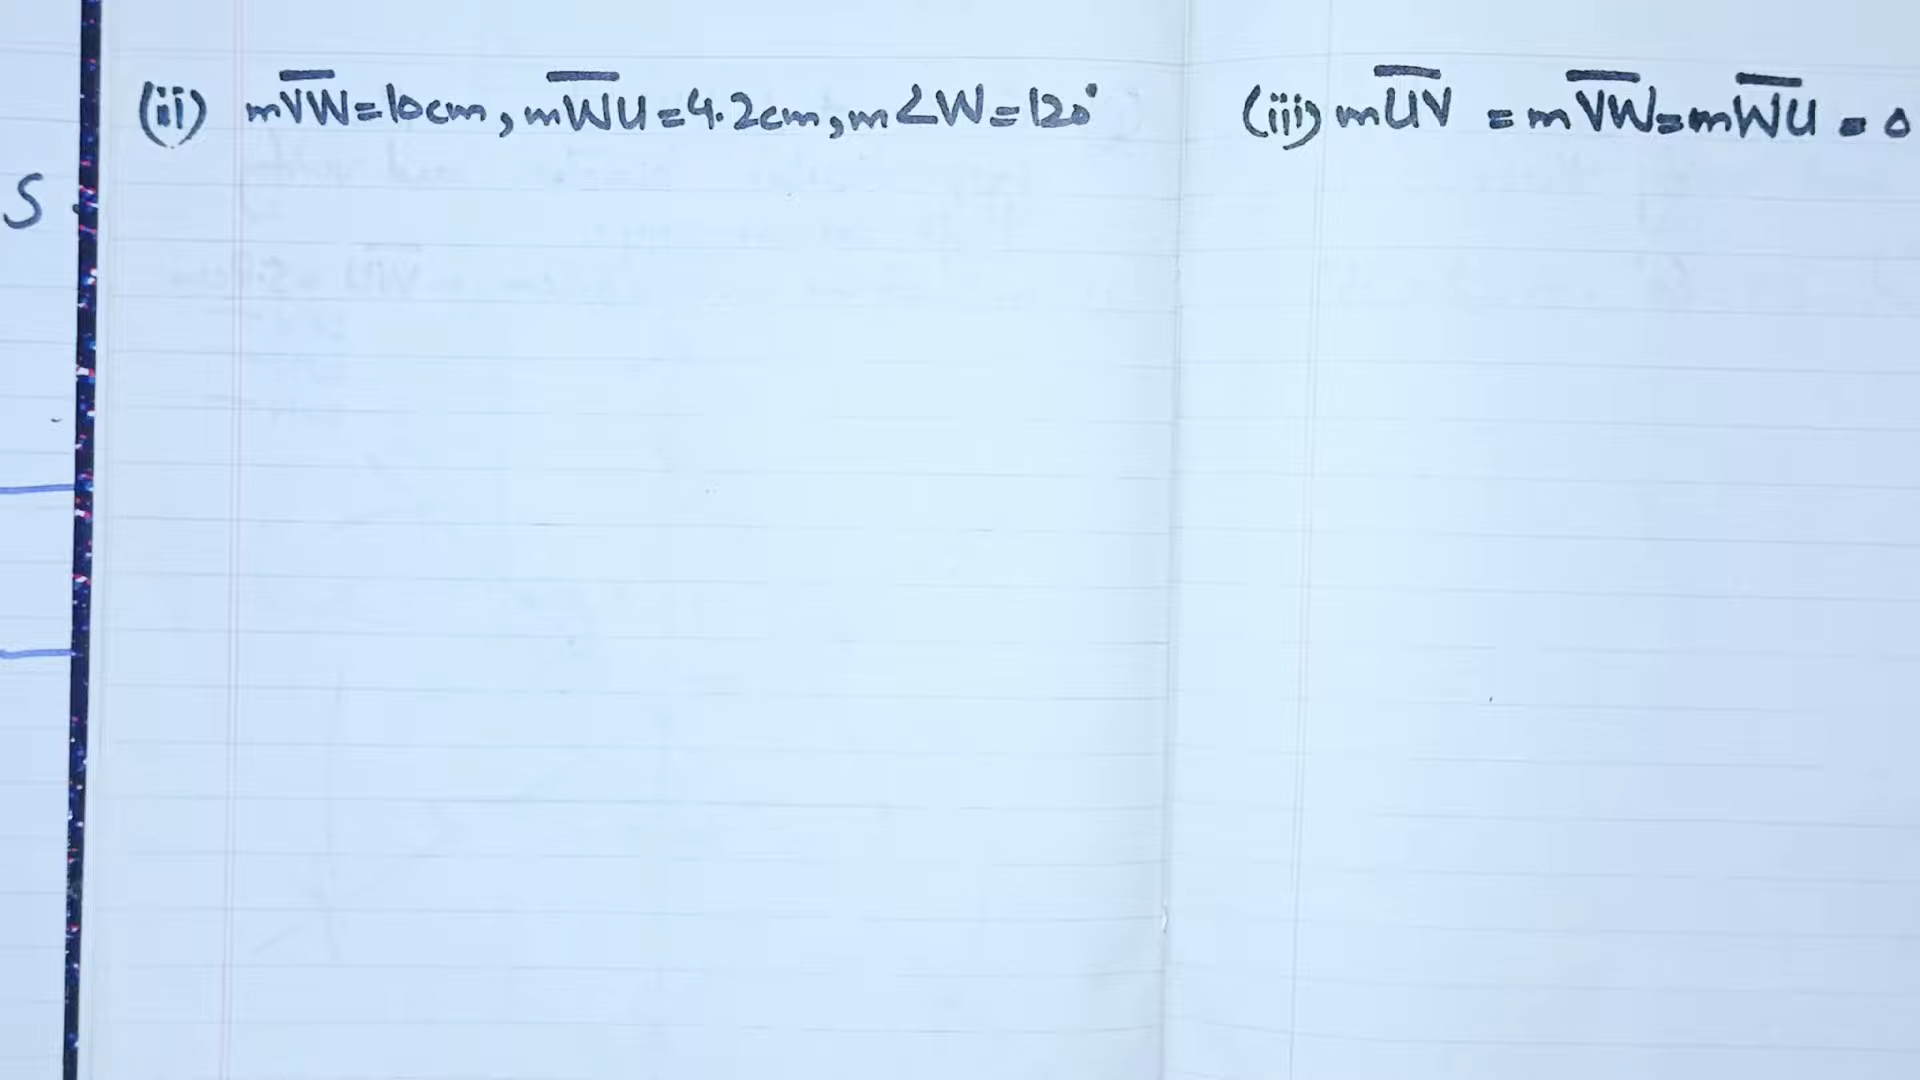 S
(ii) mVW=10cm, mWU=4.2cm, m∠W=120°
(iii) mUV = mVW=mWU = 0